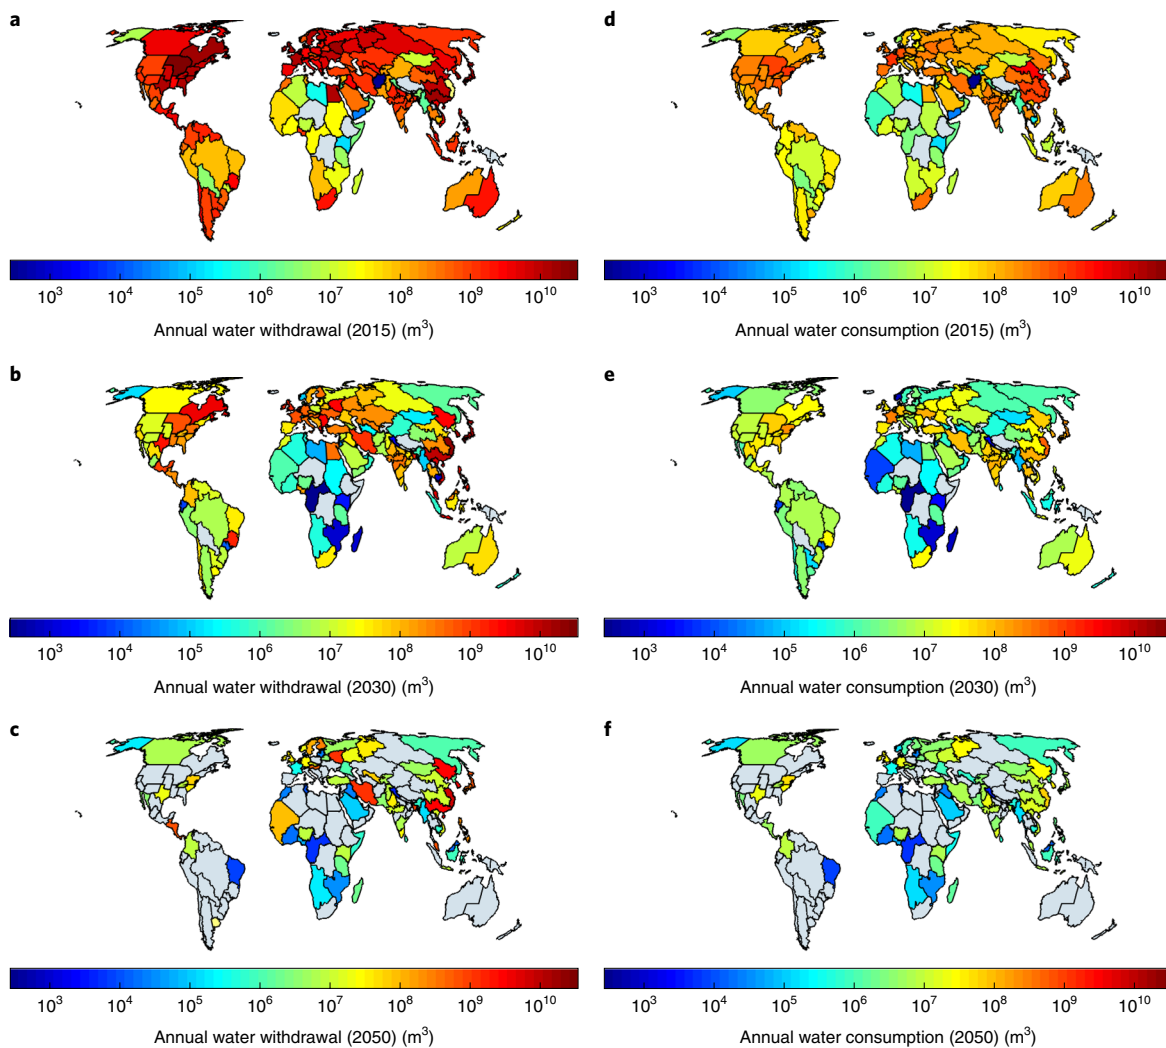 a
10³ 10⁴ 10⁵ 10⁶ 10⁷ 10⁸ 10⁹ 10¹⁰
Annual water withdrawal (2015) (m³)
d
10³ 10⁴ 10⁵ 10⁶ 10⁷ 10⁸ 10⁹ 10¹⁰
Annual water consumption (2015) (m³)
b
10³ 10⁴ 10⁵ 10⁶ 10⁷ 10⁸ 10⁹ 10¹⁰
Annual water withdrawal (2030) (m³)
e
10³ 10⁴ 10⁵ 10⁶ 10⁷ 10⁸ 10⁹ 10¹⁰
Annual water consumption (2030) (m³)
c
10³ 10⁴ 10⁵ 10⁶ 10⁷ 10⁸ 10⁹ 10¹⁰
Annual water withdrawal (2050) (m³)
f
10³ 10⁴ 10⁵ 10⁶ 10⁷ 10⁸ 10⁹ 10¹⁰
Annual water consumption (2050) (m³)